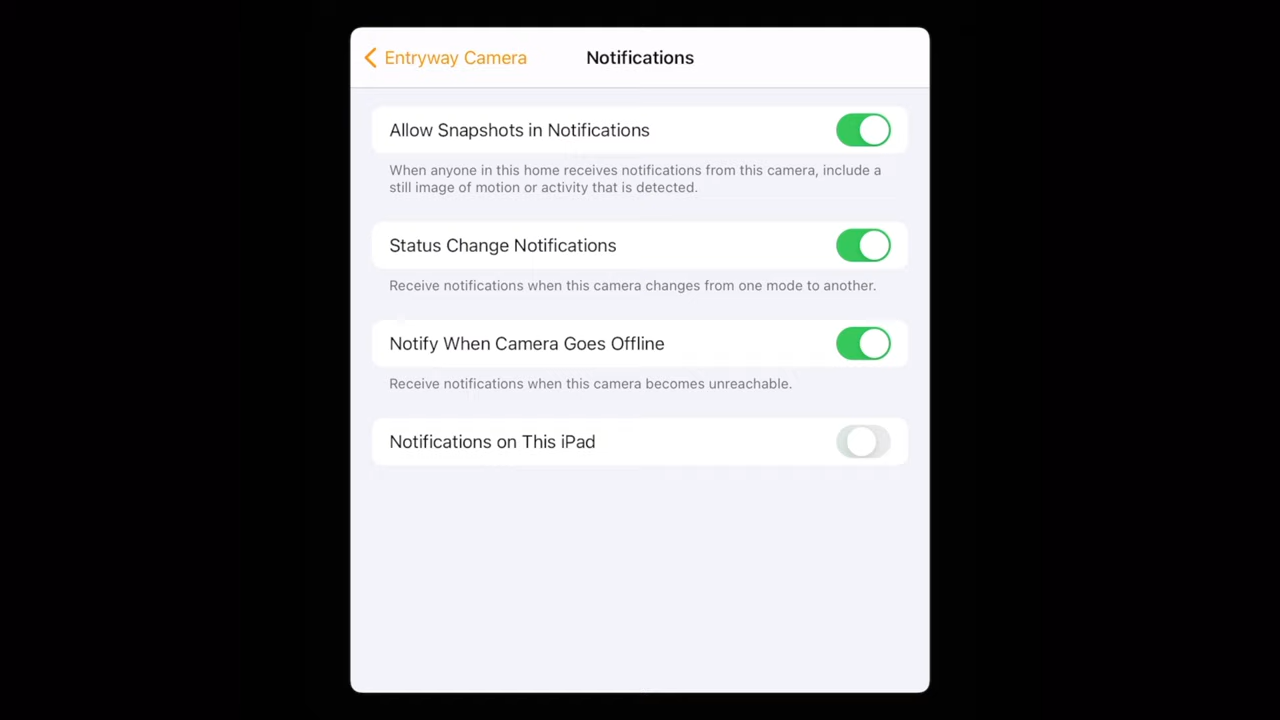 Entryway Camera
Notifications
Allow Snapshots in Notifications
When anyone in this home receives notifications from this camera, include a
still image of motion or activity that is detected.
Status Change Notifications
Receive notifications when this camera changes from one mode to another.
Notify When Camera Goes Offline
Receive notifications when this camera becomes unreachable.
Notifications on This iPad